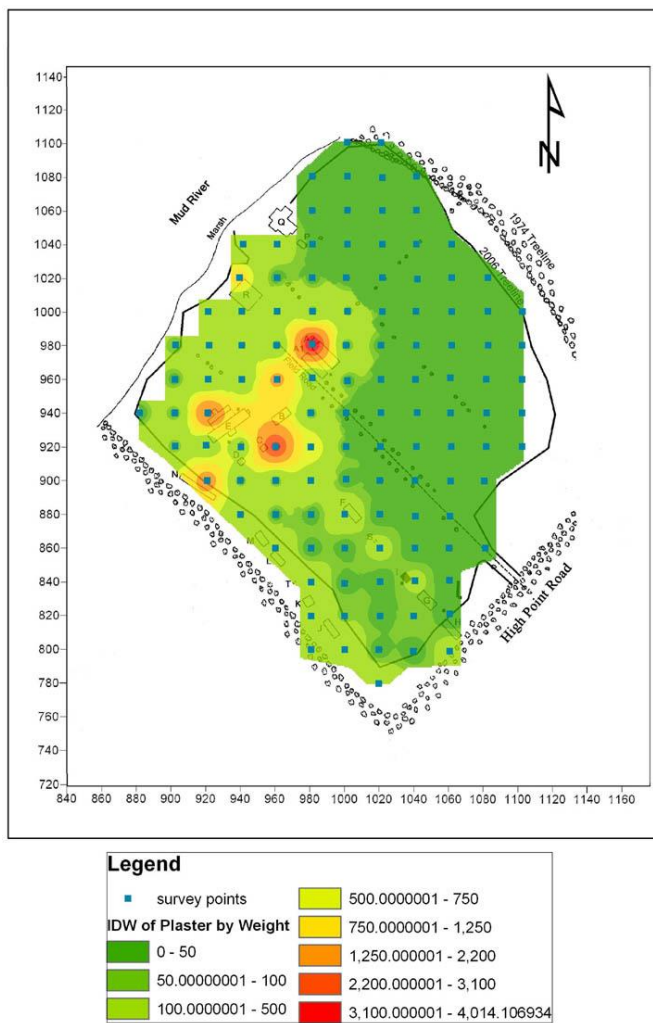 1140
1120
1100
1080
1060
1040
1020
1000
980
960
940
920
900
880
860
840
820
800
780
760
740
720
840 860 880 900 920 940 960 980 1000 1020 1040 1060 1080 1100 1120 1140 1160
N
Mud River
Marsh
1974 Treeline
2006 Treeline
Q
P
R
A
Field Road
B
E
C
D
N
F
S
M
L
I
T
G
K
H
J
High Point Road
Legend
survey points
IDW of Plaster by Weight
0 - 50
50.00000001 - 100
100.0000001 - 500
500.0000001 - 750
750.0000001 - 1,250
1,250.000001 - 2,200
2,200.000001 - 3,100
3,100.000001 - 4,014.106934